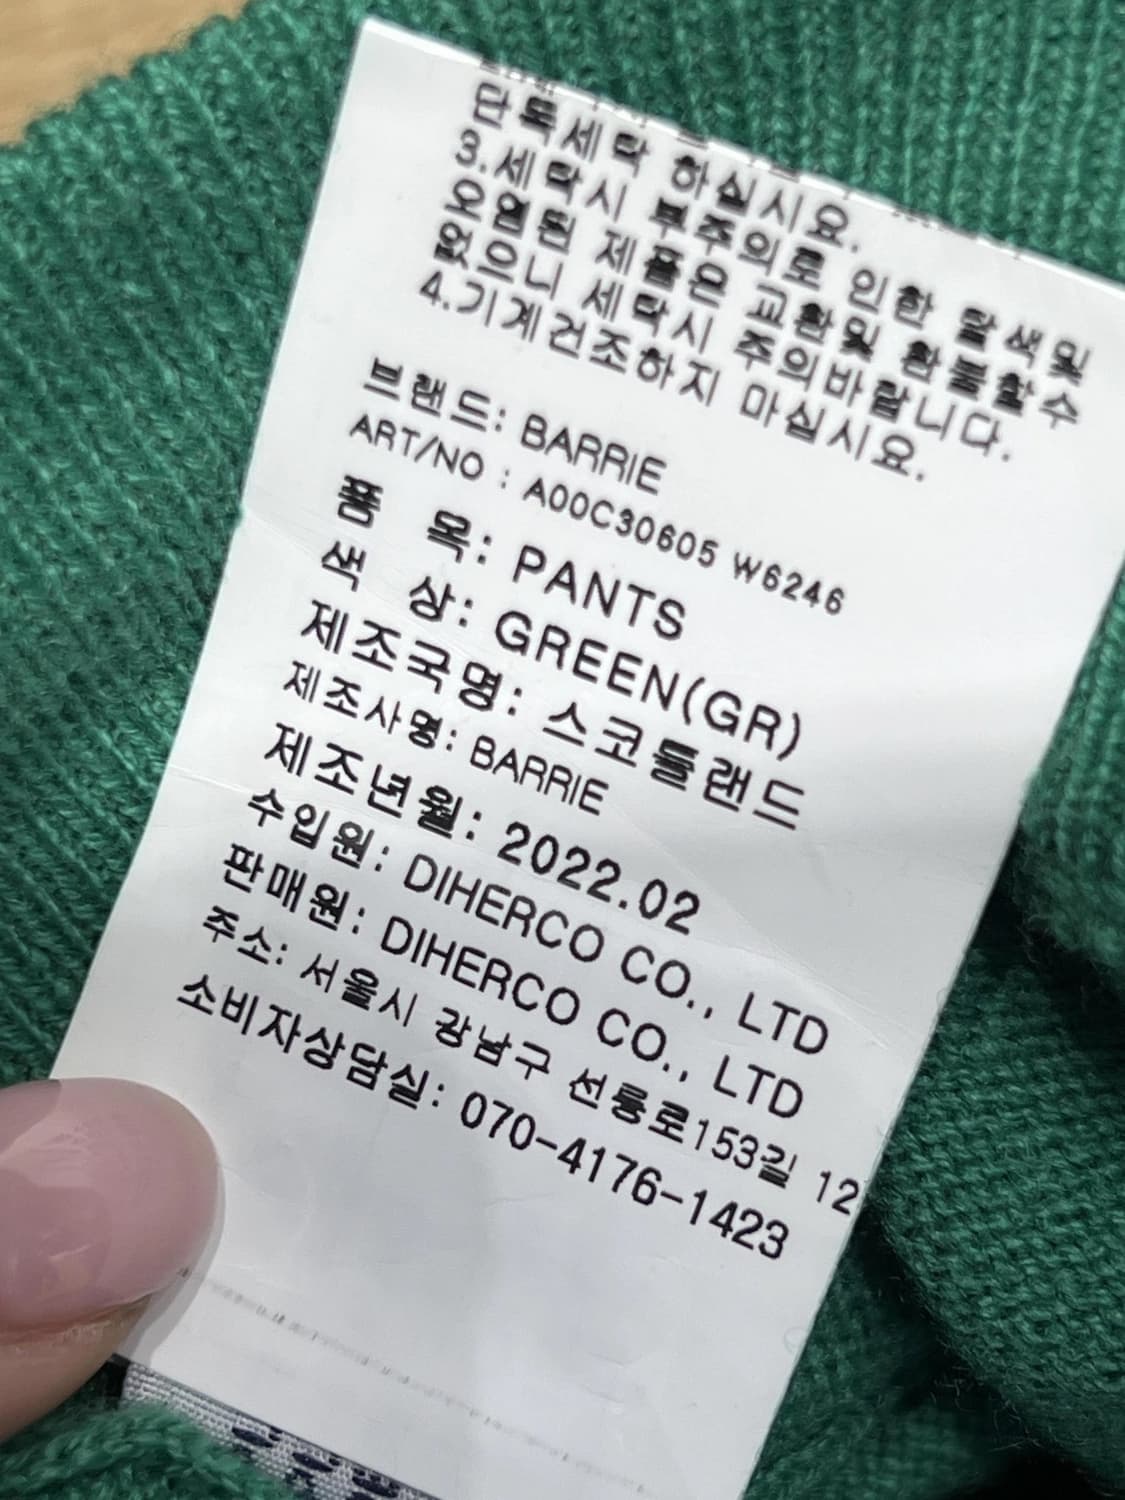 단독세탁 하십시요.
3.세탁시 부주의로 인한 탈색및
오염된 제품은 교환및 환불할수
없으니 세탁시 주의바랍니다.
4.기계건조하지 마십시요.
브랜드: BARRIE
ART/NO : A00C30605 W6246
품 목: PANTS
색 상: GREEN(GR)
제조국명: 스코틀랜드
제조사명: BARRIE
제조년월: 2022.02
수입원: DIHERCO CO., LTD
판매원: DIHERCO CO., LTD
주소: 서울시 강남구 선릉로153길 12
소비자상담실: 070-4176-1423